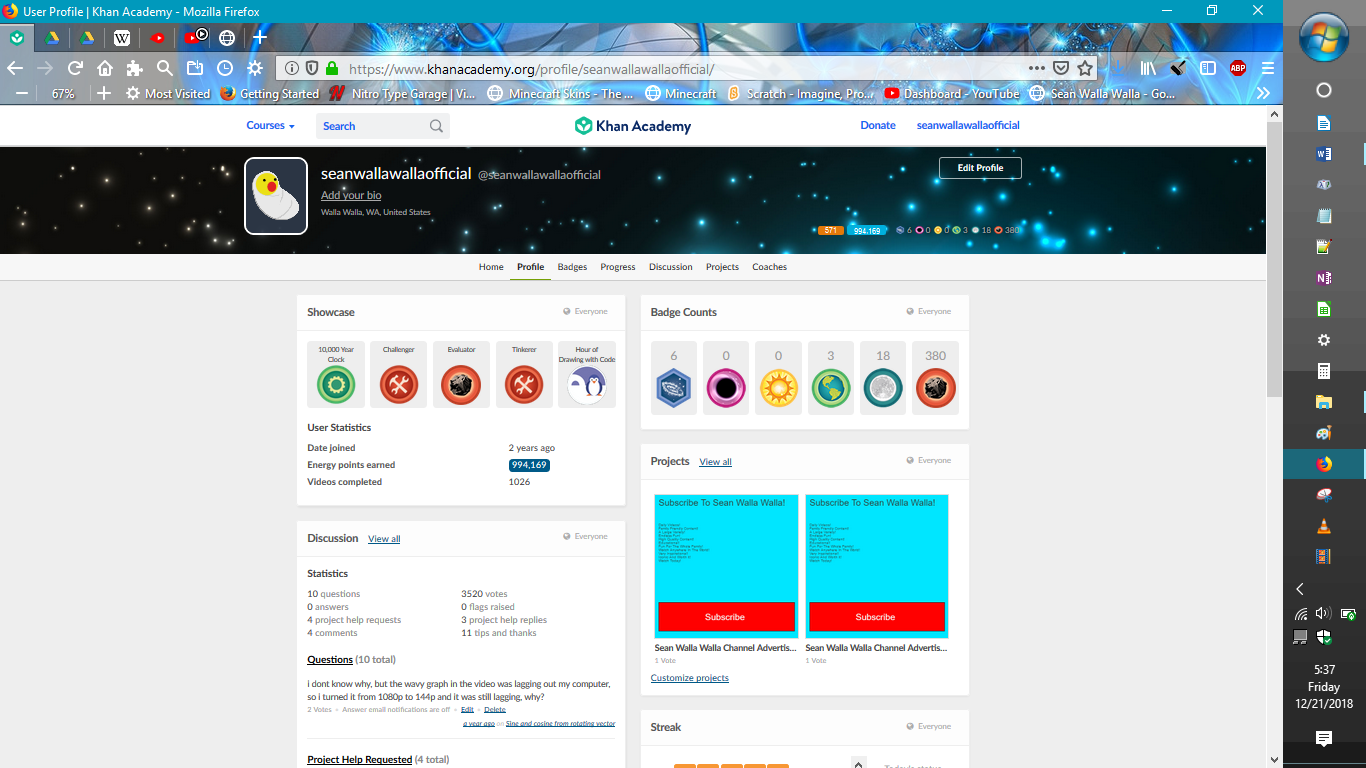 User Profile | Khan Academy - Mozilla Firefox
https://www.khanacademy.org/profile/seanwallawallaofficial/
67%
Most Visited
Getting Started
Nitro Type Garage | Vi...
Minecraft Skins - The ...
Minecraft
Scratch - Imagine, Pro...
Dashboard - YouTube
Sean Walla Walla - Go...
ABP
Courses
Search
Khan Academy
Donate
seanwallawallaofficial
seanwallawallaofficial @seanwallawallaofficial
Edit Profile
Add your bio
Walla Walla, WA, United States
571 994,169 6 0 0 3 18 380
Home Profile Badges Progress Discussion Projects Coaches
Showcase
Everyone
10,000 Year
Clock
Challenger
Evaluator
Tinkerer
Hour of
Drawing with Code
User Statistics
Date joined 2 years ago
Energy points earned 994,169
Videos completed 1026
Badge Counts
Everyone
6 0 0 3 18 380
Projects View all
Everyone
Subscribe To Sean Walla Walla!
Subscribe
Sean Walla Walla Channel Advertis...
1 Vote
Subscribe To Sean Walla Walla!
Subscribe
Sean Walla Walla Channel Advertis...
1 Vote
Customize projects
Discussion View all
Everyone
Statistics
10 questions 3520 votes
0 answers 0 flags raised
4 project help requests 3 project help replies
4 comments 11 tips and thanks
Questions (10 total)
i dont know why, but the wavy graph in the video was lagging out my computer,
so i turned it from 1080p to 144p and it was still lagging, why?
2 Votes • Answer email notifications are off • Edit • Delete
a year ago on Sine and cosine from rotating vector
Project Help Requested (4 total)
Streak
Everyone
Today's status
5:37
Friday
12/21/2018